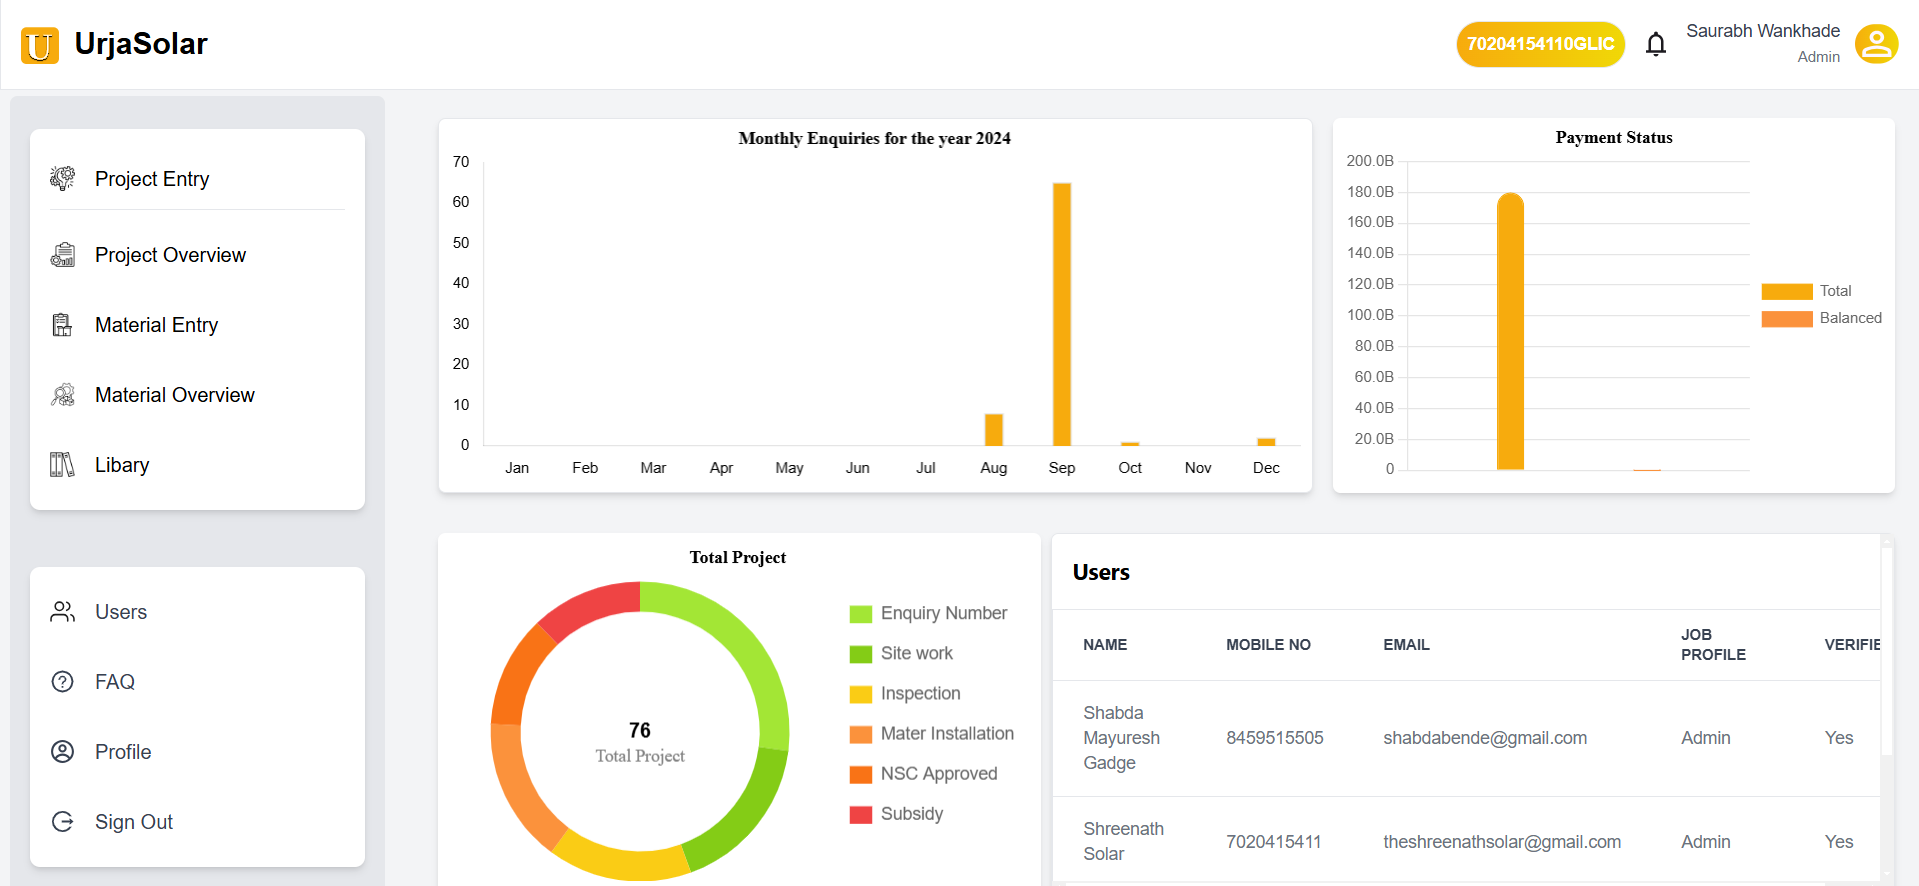 U UrjaSolar
70204154110GLIC
Saurabh Wankhade
Admin
Project Entry
Project Overview
Material Entry
Material Overview
Libary
Users
FAQ
Profile
Sign Out
Monthly Enquiries for the year 2024
70
60
50
40
30
20
10
0
Jan Feb Mar Apr May Jun Jul Aug Sep Oct Nov Dec
Payment Status
200.0B
180.0B
160.0B
140.0B
120.0B
100.0B
80.0B
60.0B
40.0B
20.0B
0
Total
Balanced
Total Project
76
Total Project
Enquiry Number
Site work
Inspection
Mater Installation
NSC Approved
Subsidy
Users
NAME MOBILE NO EMAIL JOB PROFILE VERIFIE
Shabda
Mayuresh
Gadge
8459515505 shabdabende@gmail.com Admin Yes
Shreenath
Solar
7020415411 theshreenathsolar@gmail.com Admin Yes